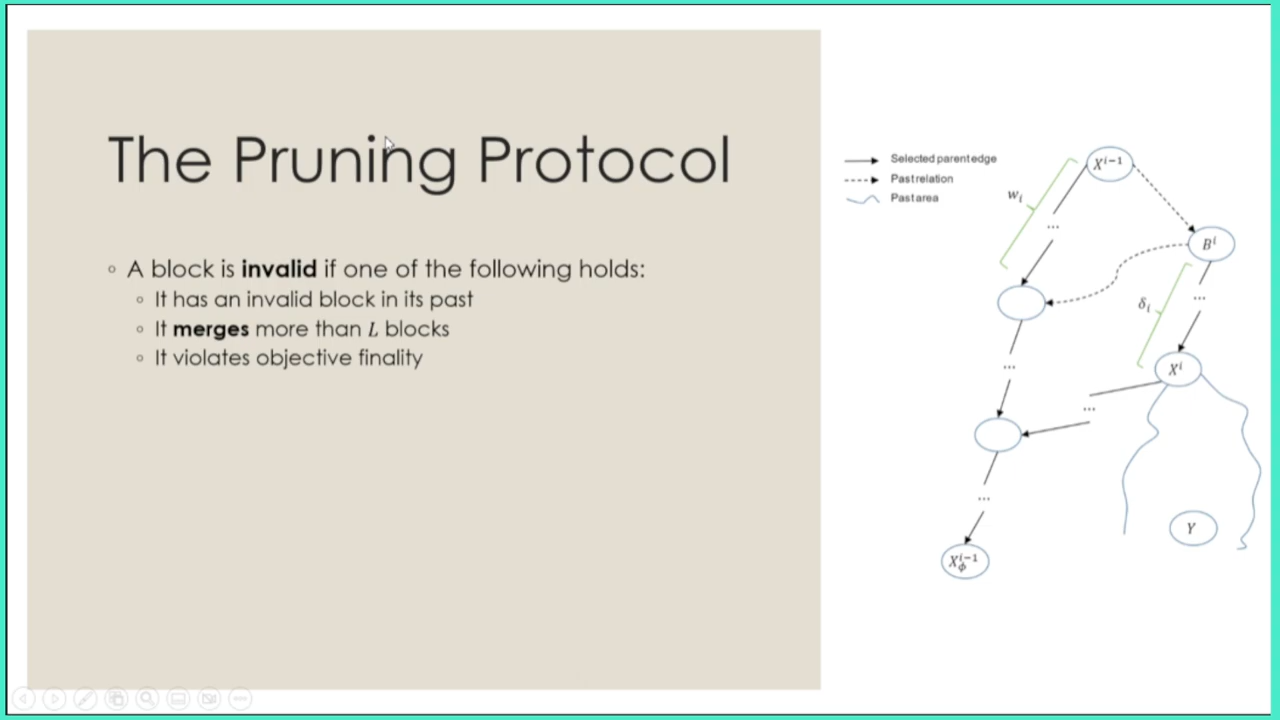 The Pruning Protocol
◦ A block is invalid if one of the following holds:
◦ It has an invalid block in its past
◦ It merges more than L blocks
◦ It violates objective finality
Selected parent edge
Past relation
Past area
X^{i-1}
w_i
...
B^i
δ_i
...
...
X^i
...
...
Y
X_ϕ^{i-1}